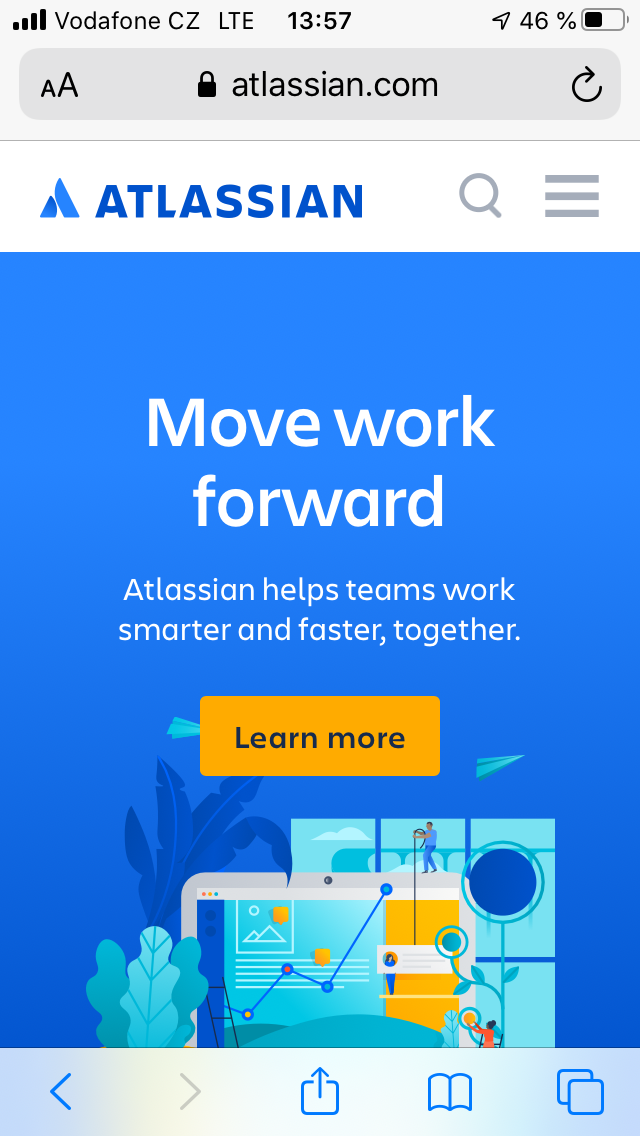 Vodafone CZ LTE 13:57 46 %
AA atlassian.com
ATLASSIAN
Move work
forward
Atlassian helps teams work
smarter and faster, together.
Learn more